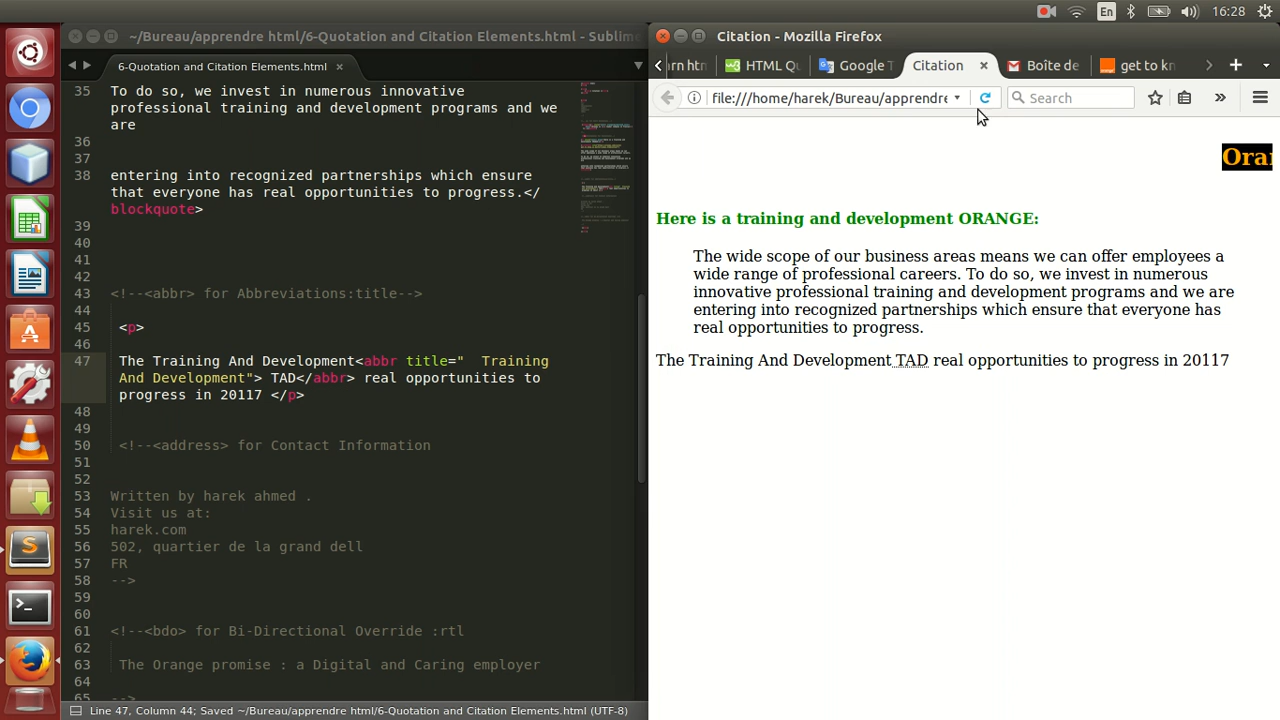 En
16:28
~/Bureau/apprendre html/6-Quotation and Citation Elements.html - Sublime
6-Quotation and Citation Elements.html ×
35 To do so, we invest in numerous innovative
professional training and development programs and we
are
36
37
38 entering into recognized partnerships which ensure
that everyone has real opportunities to progress.</
blockquote>
39
40
41
42
43 <!--<abbr> for Abbreviations:title-->
44
45 <p>
46
47 The Training And Development<abbr title="  Training
And Development"> TAD</abbr> real opportunities to
progress in 20117 </p>
48
49
50 <!--<address> for Contact Information
51
52
53 Written by harek ahmed .
54 Visit us at:
55 harek.com
56 502, quartier de la grand dell
57 FR
58 -->
59
60
61 <!--<bdo> for Bi-Directional Override :rtl
62
63 The Orange promise : a Digital and Caring employer
64
65 -->
Line 47, Column 44; Saved ~/Bureau/apprendre html/6-Quotation and Citation Elements.html (UTF-8)
Citation - Mozilla Firefox
HTML Qu
Google T
Citation ×
Boîte de
orange
get to kn
file:///home/harek/Bureau/apprendre
Search
Oran
Here is a training and development ORANGE:
The wide scope of our business areas means we can offer employees a
wide range of professional careers. To do so, we invest in numerous
innovative professional training and development programs and we are
entering into recognized partnerships which ensure that everyone has
real opportunities to progress.
The Training And Development TAD real opportunities to progress in 20117